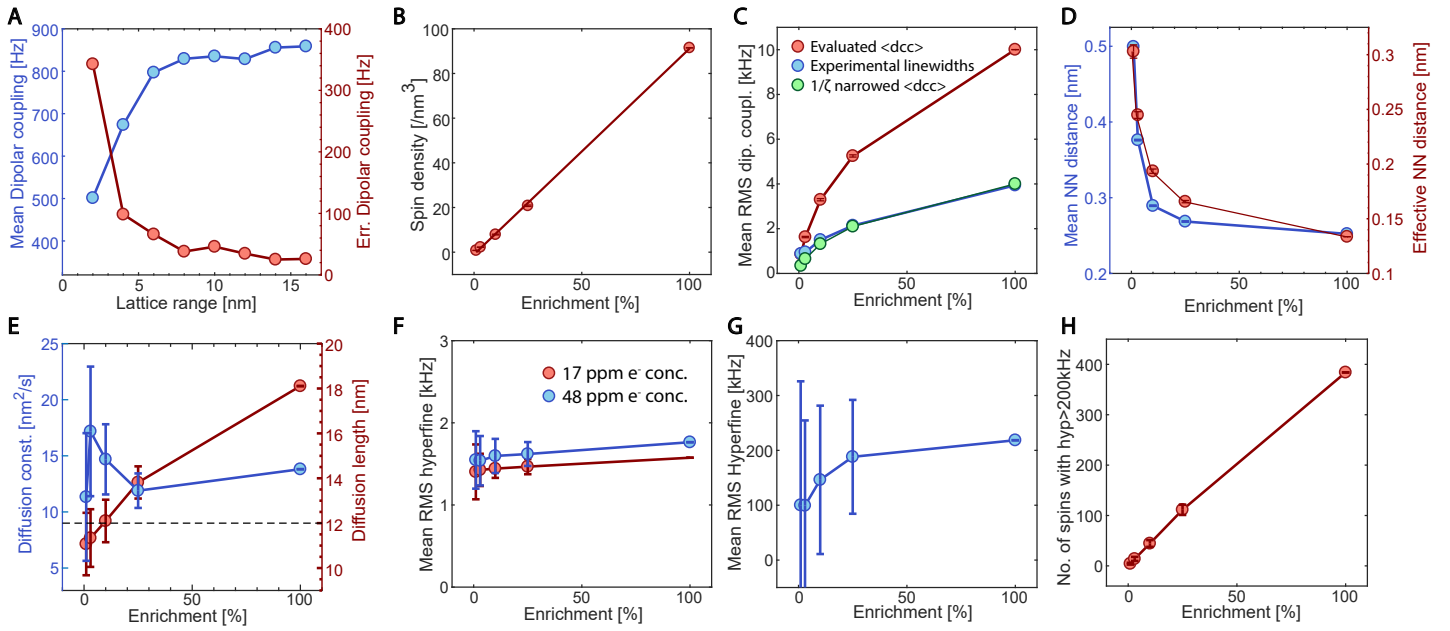 A
Mean Dipolar coupling [Hz]
900
800
700
600
500
400
0
5
10
15
Lattice range [nm]
400
300
200
100
0
Err. Dipolar coupling [Hz]
B
Spin density [/nm³]
100
80
60
40
20
0
0
50
100
Enrichment [%]
C
Mean RMS dip. coupl. [kHz]
10
8
6
4
2
0
Evaluated <dcc>
Experimental linewidths
1/ζ narrowed <dcc>
0
50
100
Enrichment [%]
D
Mean NN distance [nm]
0.5
0.4
0.3
0.2
0
50
100
Enrichment [%]
0.3
0.25
0.2
0.15
0.1
Effective NN distance [nm]
E
Diffusion const. [nm²/s]
25
20
15
10
5
0
50
100
Enrichment [%]
20
18
16
14
12
10
Diffusion length [nm]
F
Mean RMS hyperfine [kHz]
3
2
1
0
17 ppm e⁻ conc.
48 ppm e⁻ conc.
0
50
100
Enrichment [%]
G
Mean RMS Hyperfine [kHz]
400
300
200
100
0
0
50
100
Enrichment [%]
H
No. of spins with hyp>200kHz
400
300
200
100
0
0
50
100
Enrichment [%]